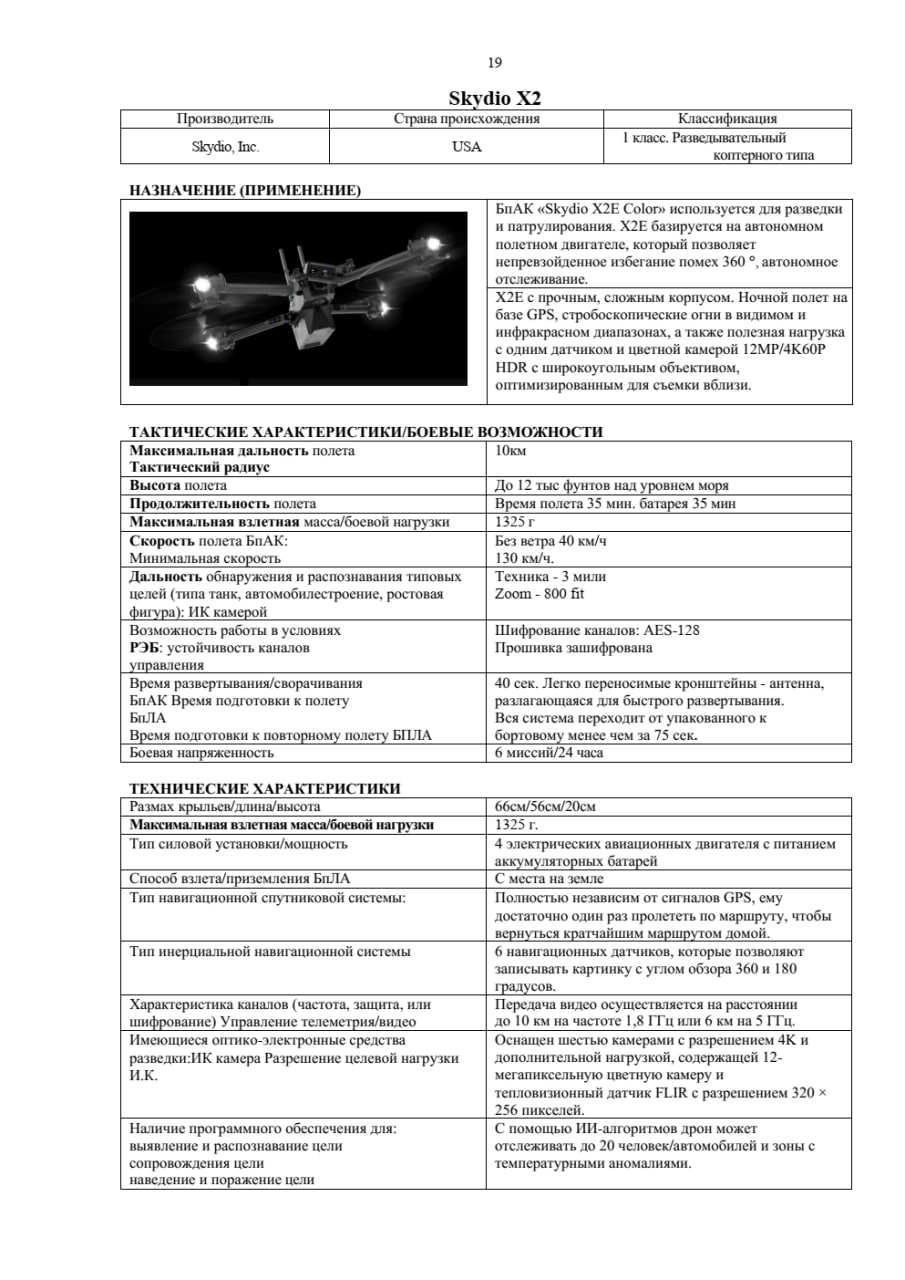 19
Skydio X2
Производитель Страна происхождения Классификация
Skydio, Inc. USA 1 класс. Разведывательный
коптерного типа
НАЗНАЧЕНИЕ (ПРИМЕНЕНИЕ)
БпАК «Skydio X2E Color» используется для разведки
и патрулирования. X2E базируется на автономном
полетном двигателе, который позволяет
непревзойденное избегание помех 360 °, автономное
отслеживание.
X2E с прочным, сложным корпусом. Ночной полет на
базе GPS, стробоскопические огни в видимом и
инфракрасном диапазонах, а также полезная нагрузка
с одним датчиком и цветной камерой 12MP/4K60P
HDR с широкоугольным объективом,
оптимизированным для съемки вблизи.
ТАКТИЧЕСКИЕ ХАРАКТЕРИСТИКИ/БОЕВЫЕ ВОЗМОЖНОСТИ
Максимальная дальность полета 10км
Тактический радиус
Высота полета До 12 тыс фунтов над уровнем моря
Продолжительность полета Время полета 35 мин. батарея 35 мин
Максимальная взлетная масса/боевой нагрузки 1325 г
Скорость полета БпАК: Без ветра 40 км/ч
Минимальная скорость 130 км/ч.
Дальность обнаружения и распознавания типовых Техника - 3 мили
целей (типа танк, автомобилестроение, ростовая Zoom - 800 fit
фигура): ИК камерой
Возможность работы в условиях Шифрование каналов: AES-128
РЭБ: устойчивость каналов Прошивка зашифрована
управления
Время развертывания/сворачивания 40 сек. Легко переносимые кронштейны - антенна,
БпАК Время подготовки к полету разлагающаяся для быстрого развертывания.
БпЛА Вся система переходит от упакованного к
Время подготовки к повторному полету БПЛА бортовому менее чем за 75 сек.
Боевая напряженность 6 миссий/24 часа
ТЕХНИЧЕСКИЕ ХАРАКТЕРИСТИКИ
Размах крыльев/длина/высота 66см/56см/20см
Максимальная взлетная масса/боевой нагрузки 1325 г.
Тип силовой установки/мощность 4 электрических авиационных двигателя с питанием
аккумуляторных батарей
Способ взлета/приземления БпЛА С места на земле
Тип навигационной спутниковой системы: Полностью независим от сигналов GPS, ему
достаточно один раз пролететь по маршруту, чтобы
вернуться кратчайшим маршрутом домой.
Тип инерциальной навигационной системы 6 навигационных датчиков, которые позволяют
записывать картинку с углом обзора 360 и 180
градусов.
Характеристика каналов (частота, защита, или Передача видео осуществляется на расстоянии
шифрование) Управление телеметрия/видео до 10 км на частоте 1,8 ГГц или 6 км на 5 ГГц.
Имеющиеся оптико-электронные средства Оснащен шестью камерами с разрешением 4K и
разведки:ИК камера Разрешение целевой нагрузки дополнительной нагрузкой, содержащей 12-
И.К. мегапиксельную цветную камеру и
тепловизионный датчик FLIR с разрешением 320 ×
256 пикселей.
Наличие программного обеспечения для: С помощью ИИ-алгоритмов дрон может
выявление и распознавание цели отслеживать до 20 человек/автомобилей и зоны с
сопровождения цели температурными аномалиями.
наведение и поражение цели